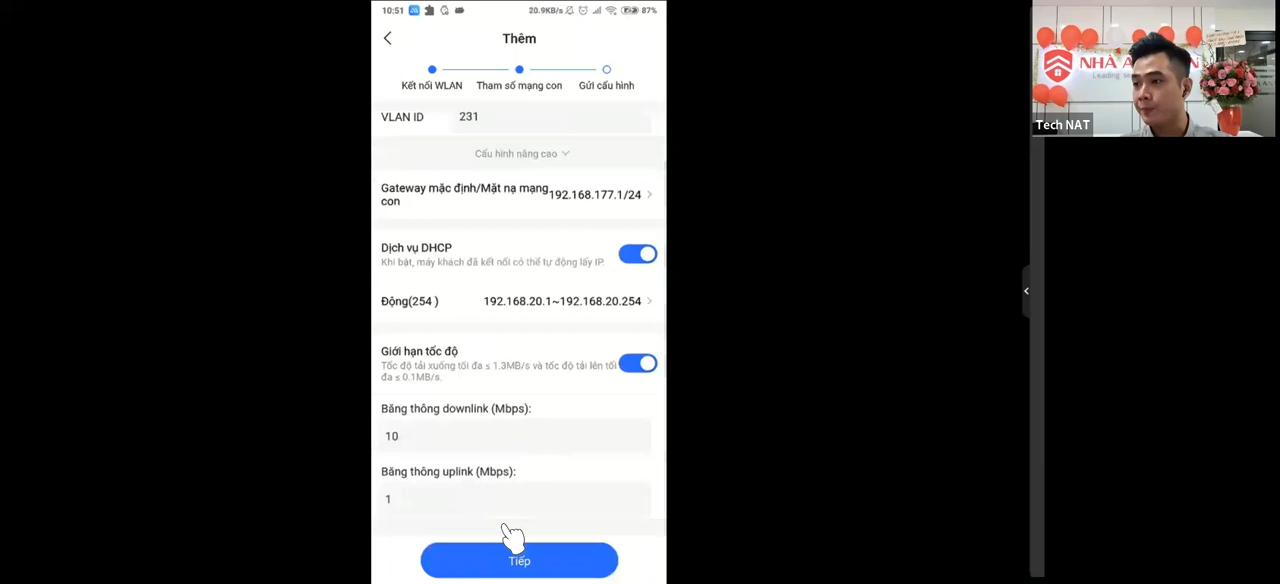 10:51
20.9KB/s
87%
Thêm
Kết nối WLAN
Tham số mạng con
Gửi cấu hình
VLAN ID
231
Cấu hình nâng cao
Gateway mặc định/Mặt nạ mạng con
192.168.177.1/24
Dịch vụ DHCP
Khi bật, máy khách đã kết nối có thể tự động lấy IP.
Động(254 )
192.168.20.1~192.168.20.254
Giới hạn tốc độ
Tốc độ tải xuống tối đa ≤ 1.3MB/s và tốc độ tải lên tối
đa ≤ 0.1MB/s.
Băng thông downlink (Mbps):
10
Băng thông uplink (Mbps):
1
Tiếp
NHÀ A
N
Leading
Tech NAT